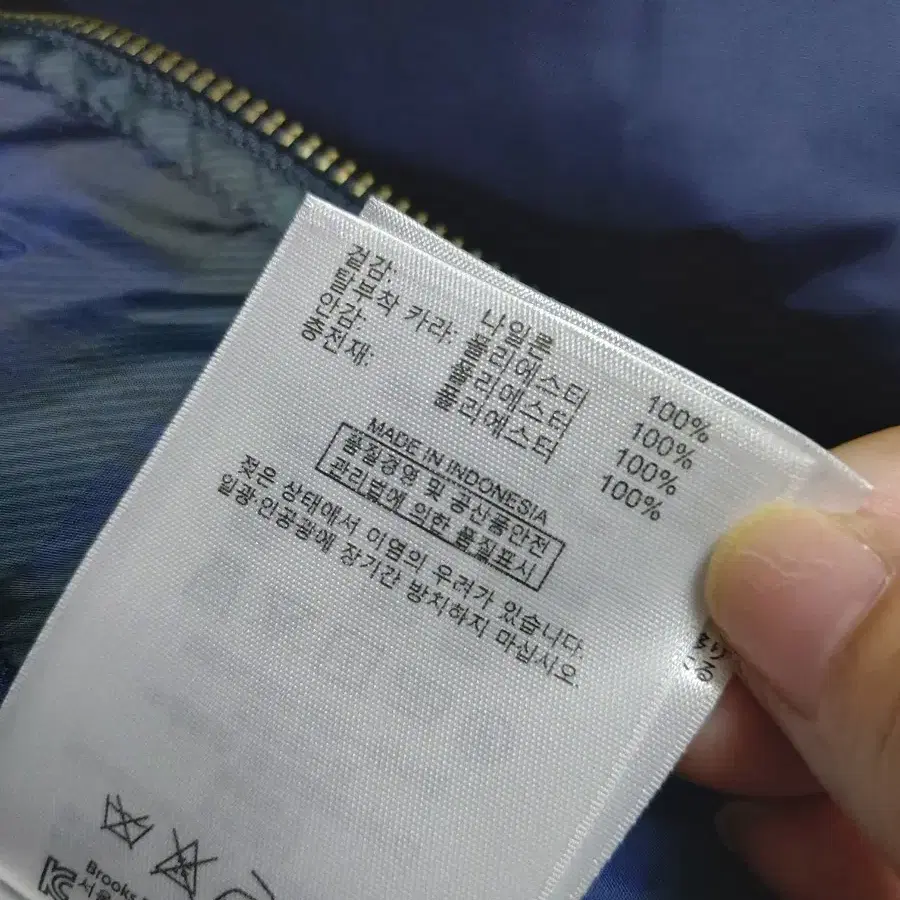 겉감: 나일론 100%
탈부착 카라: 폴리에스터 100%
안감: 폴리에스터 100%
충전재: 폴리에스터 100%
MADE IN INDONESIA
품질경영 및 공산품안전
관리법에 의한 품질표시
젖은 상태에서 이염의 우려가 있습니다.
일광·인공광에 장기간 방치하지 마십시오.
Brooks
서울